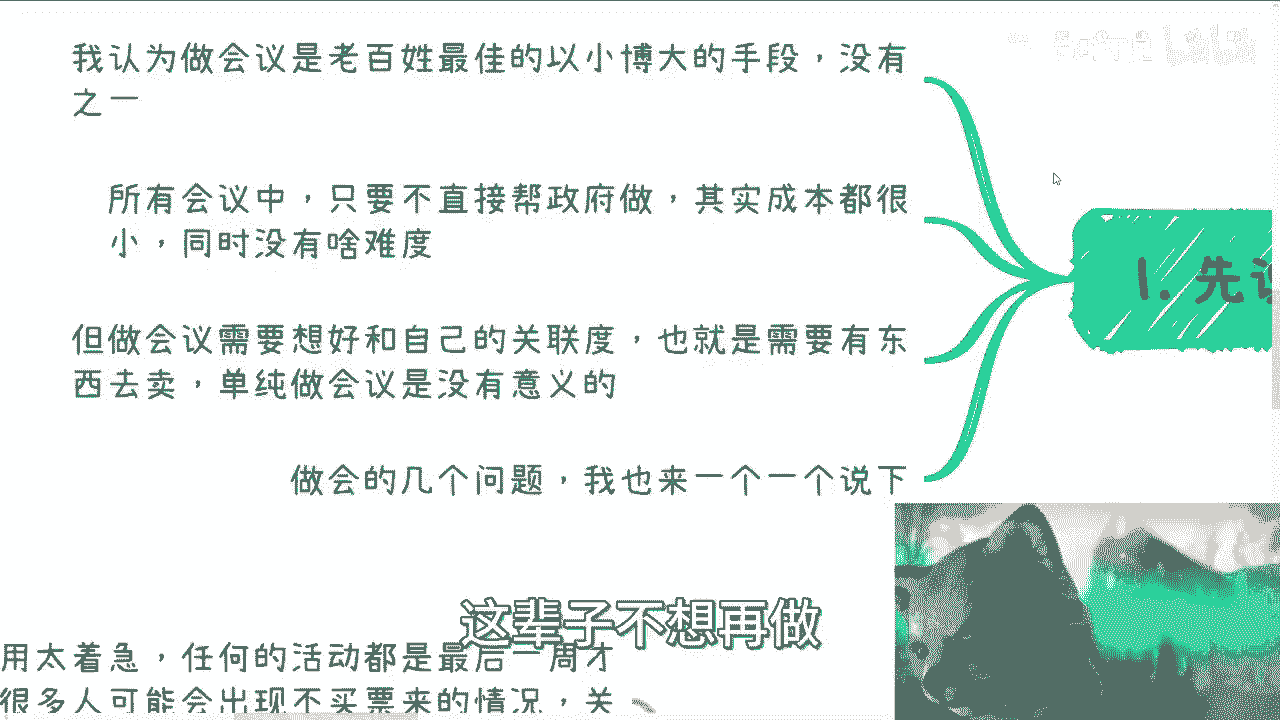 我认为做会议是老百姓最佳的以小博大的手段，没有
之一
所有会议中，只要不直接帮政府做，其实成本都很
小，同时没有啥难度
但做会议需要想好和自己的关联度，也就是需要有东
西去卖，单纯做会议是没有意义的
做会的几个问题，我也来一个一个说下
1. 先说
这辈子不想再做
用太着急，任何的活动都是最后一周才
很多人可能会出现不买票来的情况，关